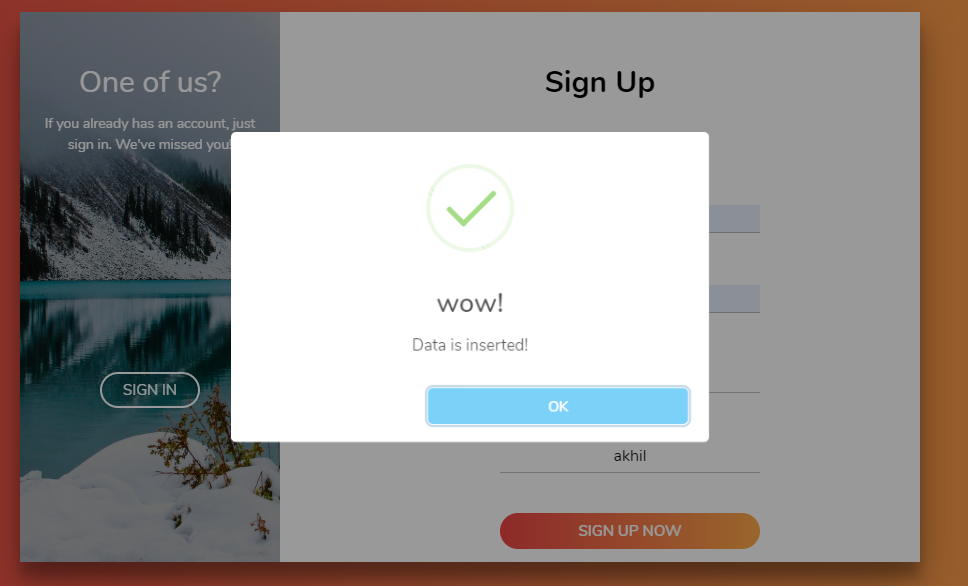 One of us?
If you already has an account, just
sign in. We've missed you!
SIGN IN
Sign Up
wow!
Data is inserted!
OK
akhil
SIGN UP NOW